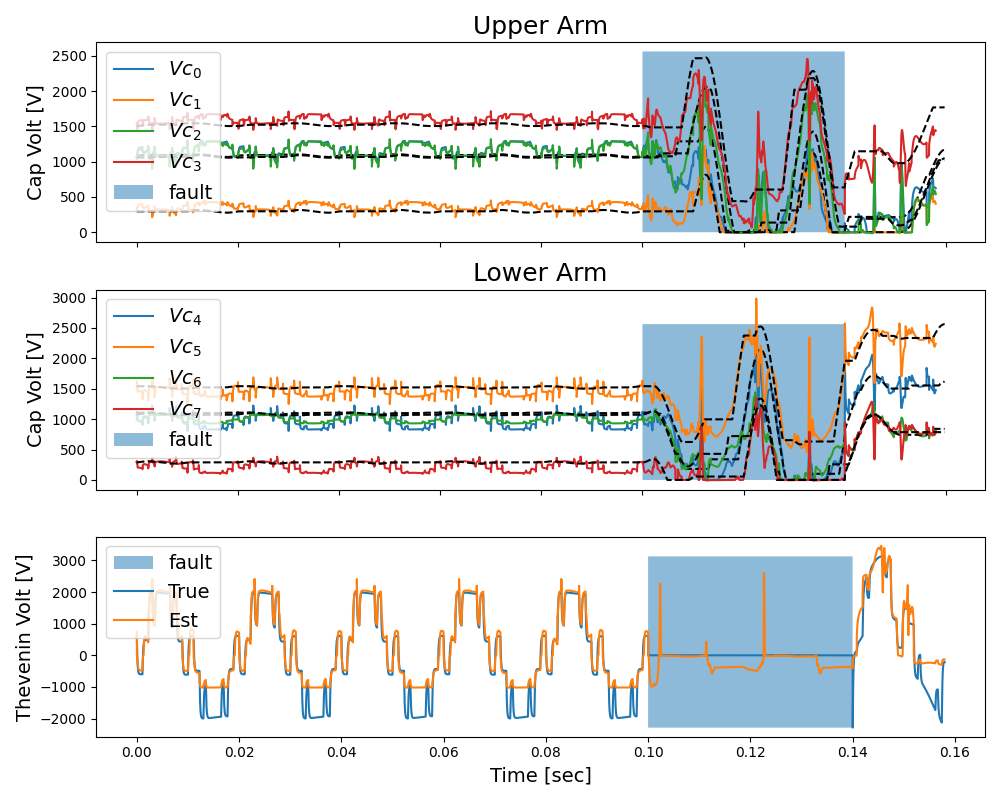 Upper Arm
Cap Volt [V]
2500
2000
1500
1000
500
0
Vc₀
Vc₁
Vc₂
Vc₃
fault
Lower Arm
Cap Volt [V]
3000
2500
2000
1500
1000
500
0
Vc₄
Vc₅
Vc₆
Vc₇
fault
Thevenin Volt [V]
3000
2000
1000
0
−1000
−2000
fault
True
Est
0.00 0.02 0.04 0.06 0.08 0.10 0.12 0.14 0.16
Time [sec]